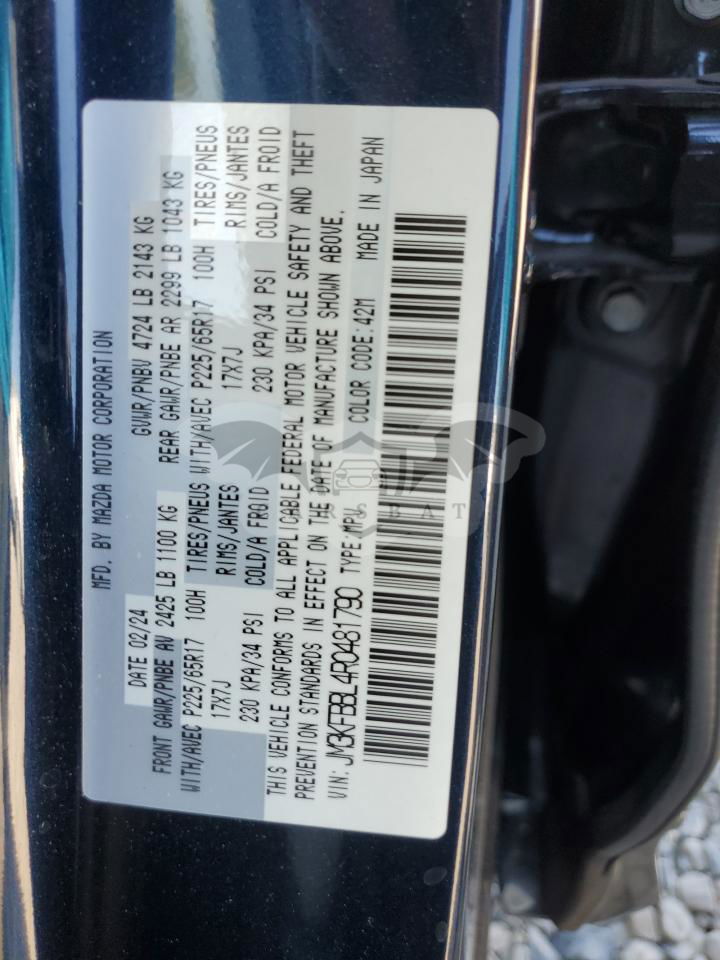 MFD. BY MAZDA MOTOR CORPORATION
DATE 02/24 GVWR/PNBV 4724 LB 2143 KG
FRONT GAWR/PNBE AV 2425 LB 1100 KG REAR GAWR/PNBE AR 2299 LB 1043 KG
WITH/AVEC P225/65R17 100H TIRES/PNEUS WITH/AVEC P225/65R17 100H TIRES/PNEUS
17X7J RIMS/JANTES 17X7J RIMS/JANTES
230 KPA/34 PSI COLD/A FROID 230 KPA/34 PSI COLD/A FROID
THIS VEHICLE CONFORMS TO ALL APPLICABLE FEDERAL MOTOR VEHICLE SAFETY AND THEFT
PREVENTION STANDARDS IN EFFECT ON THE DATE OF MANUFACTURE SHOWN ABOVE.
VIN: JM3KFBBL4R0481790 TYPE:MPV COLOR CODE:42M MADE IN JAPAN
CARSBAT